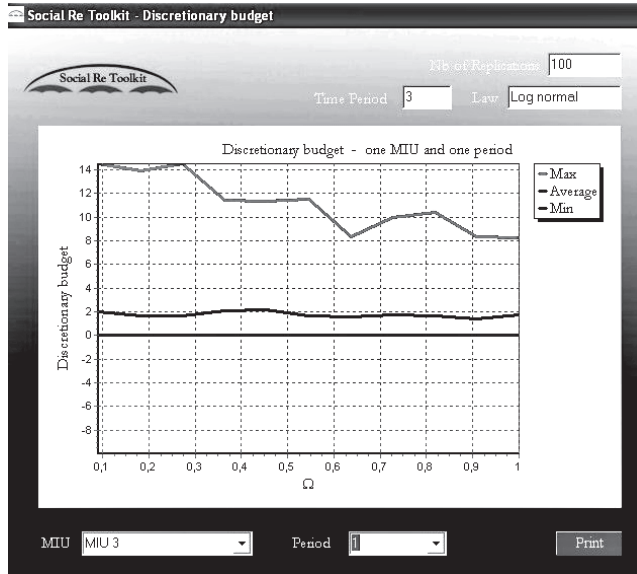 Social Re Toolkit - Discretionary budget
Social Re Toolkit
Nb of Replications 100
Time Period 3 Law Log normal
Discretionary budget - one MIU and one period
Max
Average
Min
Discretionary budget
14
12
10
8
6
4
2
0
-2
-4
-6
-8
0,1 0,2 0,3 0,4 0,5 0,6 0,7 0,8 0,9 1
Ω
MIU MIU 3 Period 1 Print